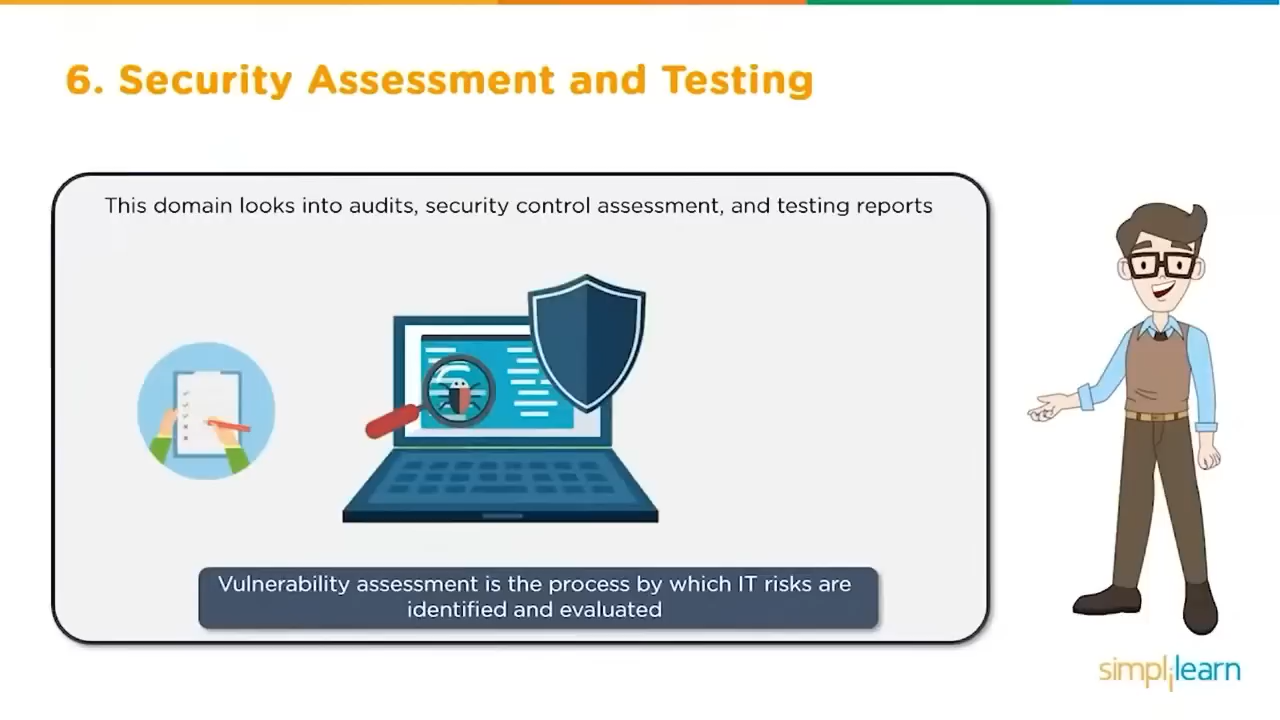 6. Security Assessment and Testing
This domain looks into audits, security control assessment, and testing reports
Vulnerability assessment is the process by which IT risks are
identified and evaluated
simplilearn